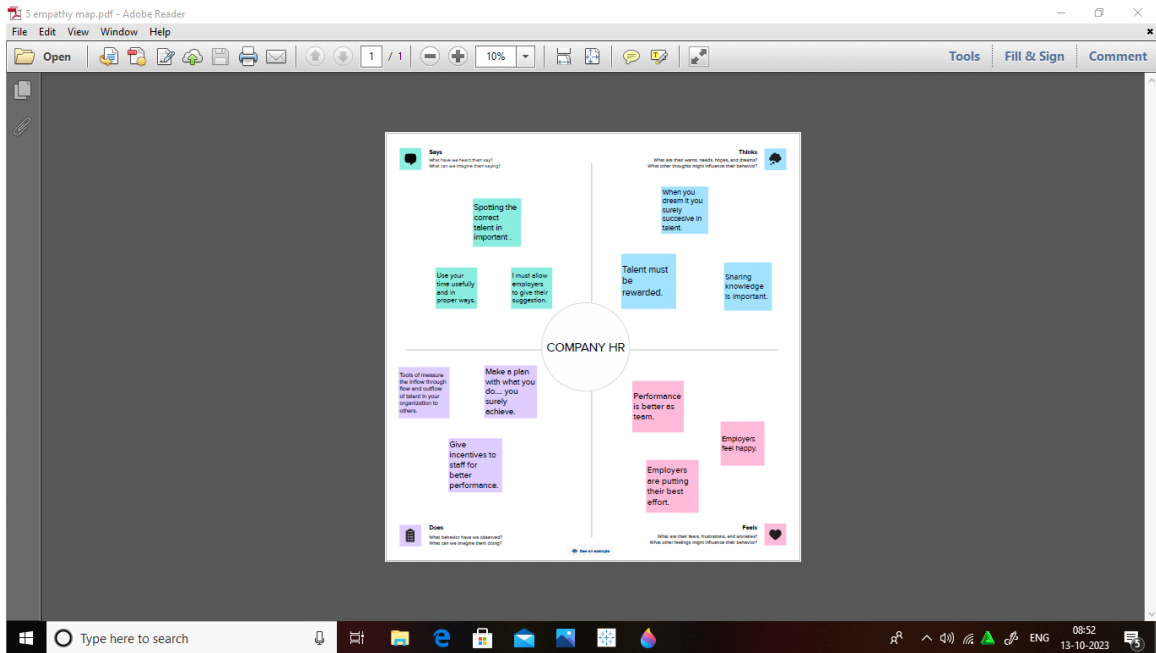 5 empathy map.pdf - Adobe Reader
File Edit View Window Help
Open
1 / 1
10%
Tools
Fill & Sign
Comment
Says
What have we heard them say?
What can we imagine them saying?
Thinks
What are their wants, needs, hopes, and dreams?
What other thoughts might influence their behavior?
Spotting the
correct
talent in
important .
Use your
time usefully
and in
proper ways.
I must allow
employers
to give their
suggestion.
When you
dream it you
surely
succesive in
talent.
Talent must
be
rewarded.
Sharing
knowledge
is important.
COMPANY HR
Tools of measure
the inflow through
flow and outflow
of talent in your
organization to
others.
Make a plan
with what you
do.... you
surely
achieve.
Give
incentives to
staff for
better
performance.
Performance
is better as
team.
Employers
feel happy.
Employers
are putting
their best
effort.
Does
What behavior have we observed?
What can we imagine them doing?
Feels
What are their fears, frustrations, and anxieties?
What other feelings might influence their behavior?
See an example
Type here to search
ENG
08:52
13-10-2023
5